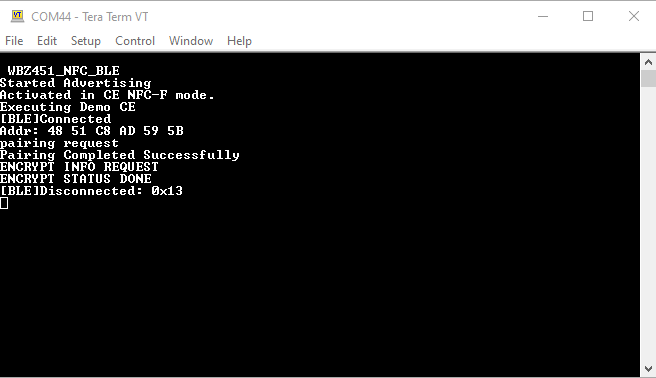 VT COM44 - Tera Term VT
File Edit Setup Control Window Help
WBZ451_NFC_BLE
Started Advertising
Activated in CE NFC-F mode.
Executing Demo CE
[BLE]Connected
Addr: 48 51 C8 AD 59 5B
pairing request
Pairing Completed Successfully
ENCRYPT INFO REQUEST
ENCRYPT STATUS DONE
[BLE]Disconnected: 0x13